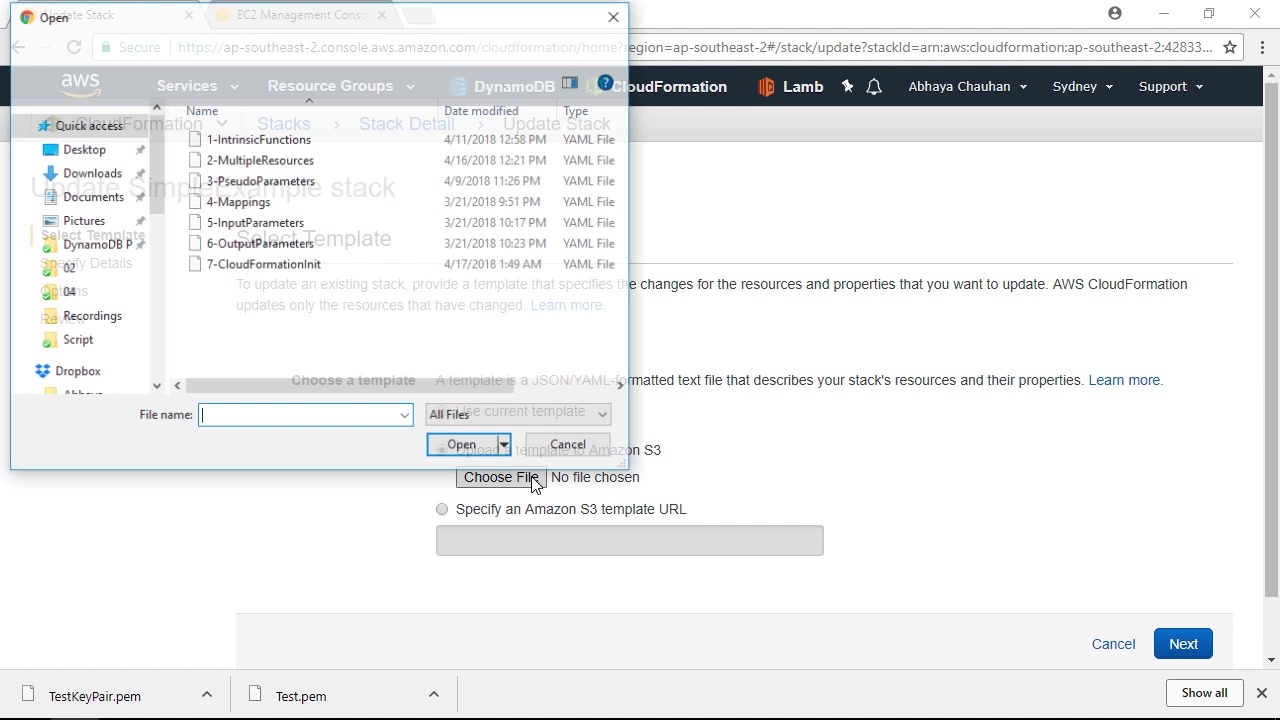 Open
Update Stack
EC2 Management Conso
Secure
https://ap-southeast-2.console.aws.amazon.com/cloudformation/home?region=ap-southeast-2#/stack/update?stackId=arn:aws:cloudformation:ap-southeast-2:42833...
aws
Services
Resource Groups
DynamoDB
CloudFormation
Lamb
Abhaya Chauhan
Sydney
Support
Name
Date modified
Type
CloudFormation
Stacks > Stack Detail > Update Stack
Quick access
Desktop
Downloads
Documents
Pictures
DynamoDB P
02
04
Recordings
Script
Dropbox
1-IntrinsicFunctions 4/11/2018 12:58 PM YAML File
2-MultipleResources 4/16/2018 12:21 PM YAML File
3-PseudoParameters 4/9/2018 11:26 PM YAML File
4-Mappings 3/21/2018 9:51 PM YAML File
5-InputParameters 3/21/2018 10:17 PM YAML File
6-OutputParameters 3/21/2018 10:23 PM YAML File
7-CloudFormationInit 4/17/2018 1:49 AM YAML File
Update SimpleExample stack
Select Template
Specify Details
Options
Review
Select Template
To update an existing stack, provide a template that specifies the changes for the resources and properties that you want to update. AWS CloudFormation
updates only the resources that have changed. Learn more.
Choose a template
A template is a JSON/YAML-formatted text file that describes your stack's resources and their properties. Learn more.
Use current template
File name:
All Files
Open
Cancel
Upload a template to Amazon S3
Choose File No file chosen
Specify an Amazon S3 template URL
Cancel
Next
TestKeyPair.pem
Test.pem
Show all